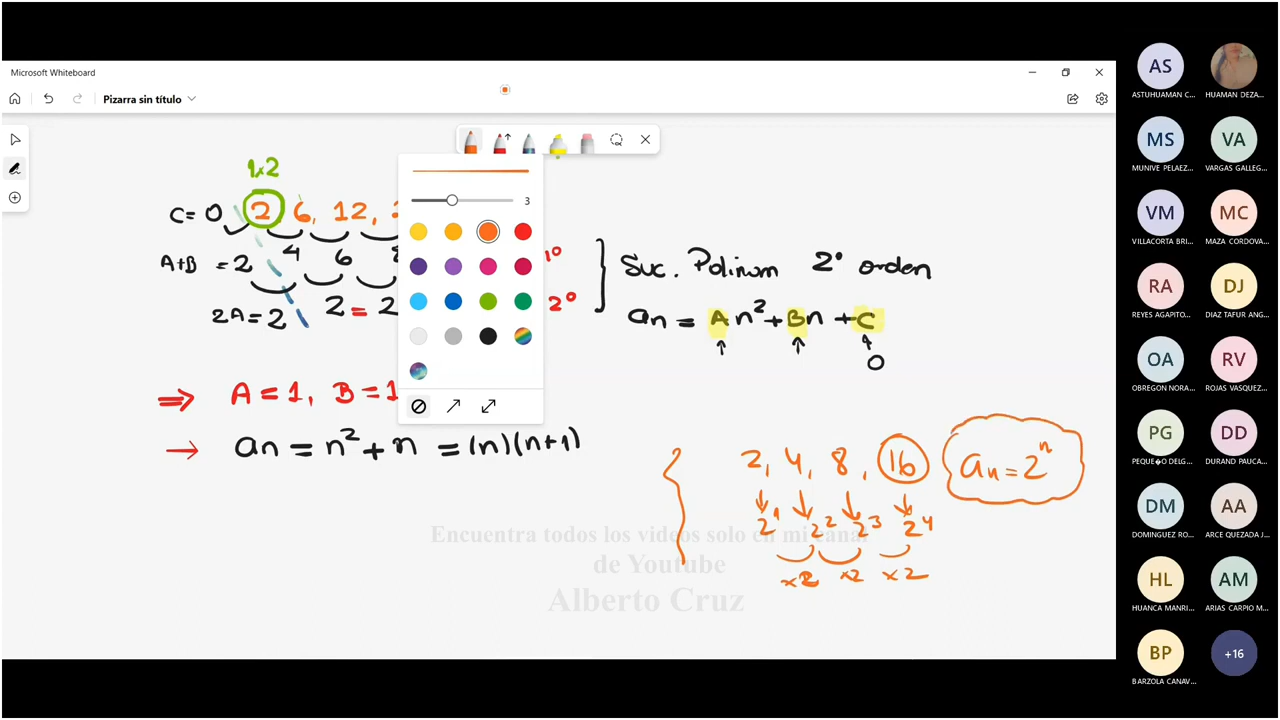 Microsoft Whiteboard
Pizarra sin título
1x2
C= 0 2 6, 12,
A+B =2 4 6
2A=2 2 = 2
1°
2°
3
Suc. Polinom 2° orden
an = An²+Bn+C
0
⇒ A=1, B=1
→ an = n²+n =(n)(n+1)
2, 4, 8, 16
an = 2ⁿ
2¹ 2² 2³ 2⁴
x2 x2 x2
Encuentra todos los videos solo en mi canal
de Youtube
Alberto Cruz
AS
ASTUHUAMAN C...
HUAMAN DEZA...
MS
MUNIVE PELAEZ...
VA
VARGAS GALLEG...
VM
VILLACORTA BRI...
MC
MAZA CORDOVA...
RA
REYES AGAPITO...
DJ
DIAZ TAFUR ANG...
OA
OBREGON NORA...
RV
ROJAS VASQUEZ...
PG
PEQUE�O DELG...
DD
DURAND PAUCA...
DM
DOMINGUEZ RO...
AA
ARCE QUEZADA J...
HL
HUANCA MANRI...
AM
ARIAS CARPIO M...
BP
BARZOLA CANAV...
+16